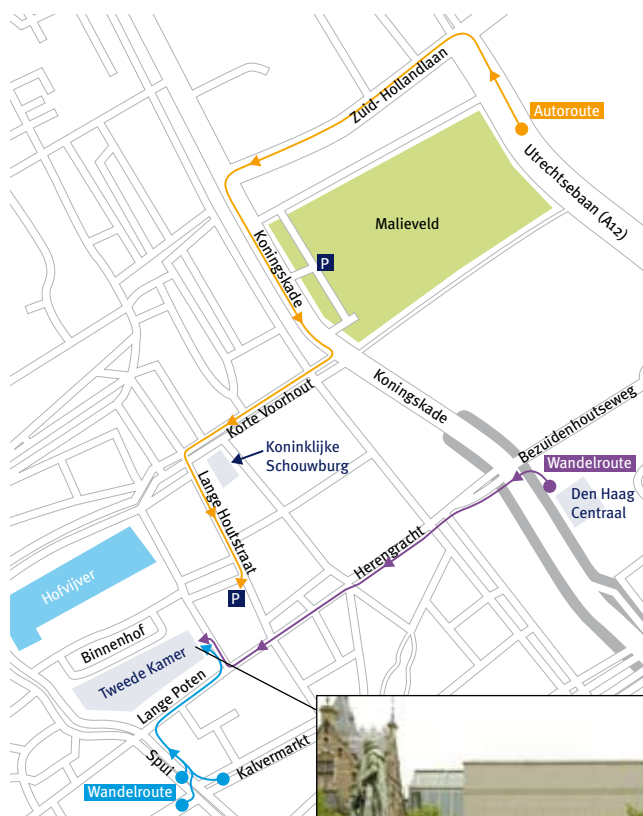 Zuid- Hollandlaan
Autoroute
Utrechtsebaan (A12)
Malieveld
Koningskade
P
Koningskade
Korte Voorhout
Bezuidenhoutseweg
Koninklijke
Schouwburg
Wandelroute
Den Haag
Centraal
Lange Houtstraat
Herengracht
Hofvijver
P
Binnenhof
Tweede Kamer
Lange Poten
Spui
Kalvermarkt
Wandelroute